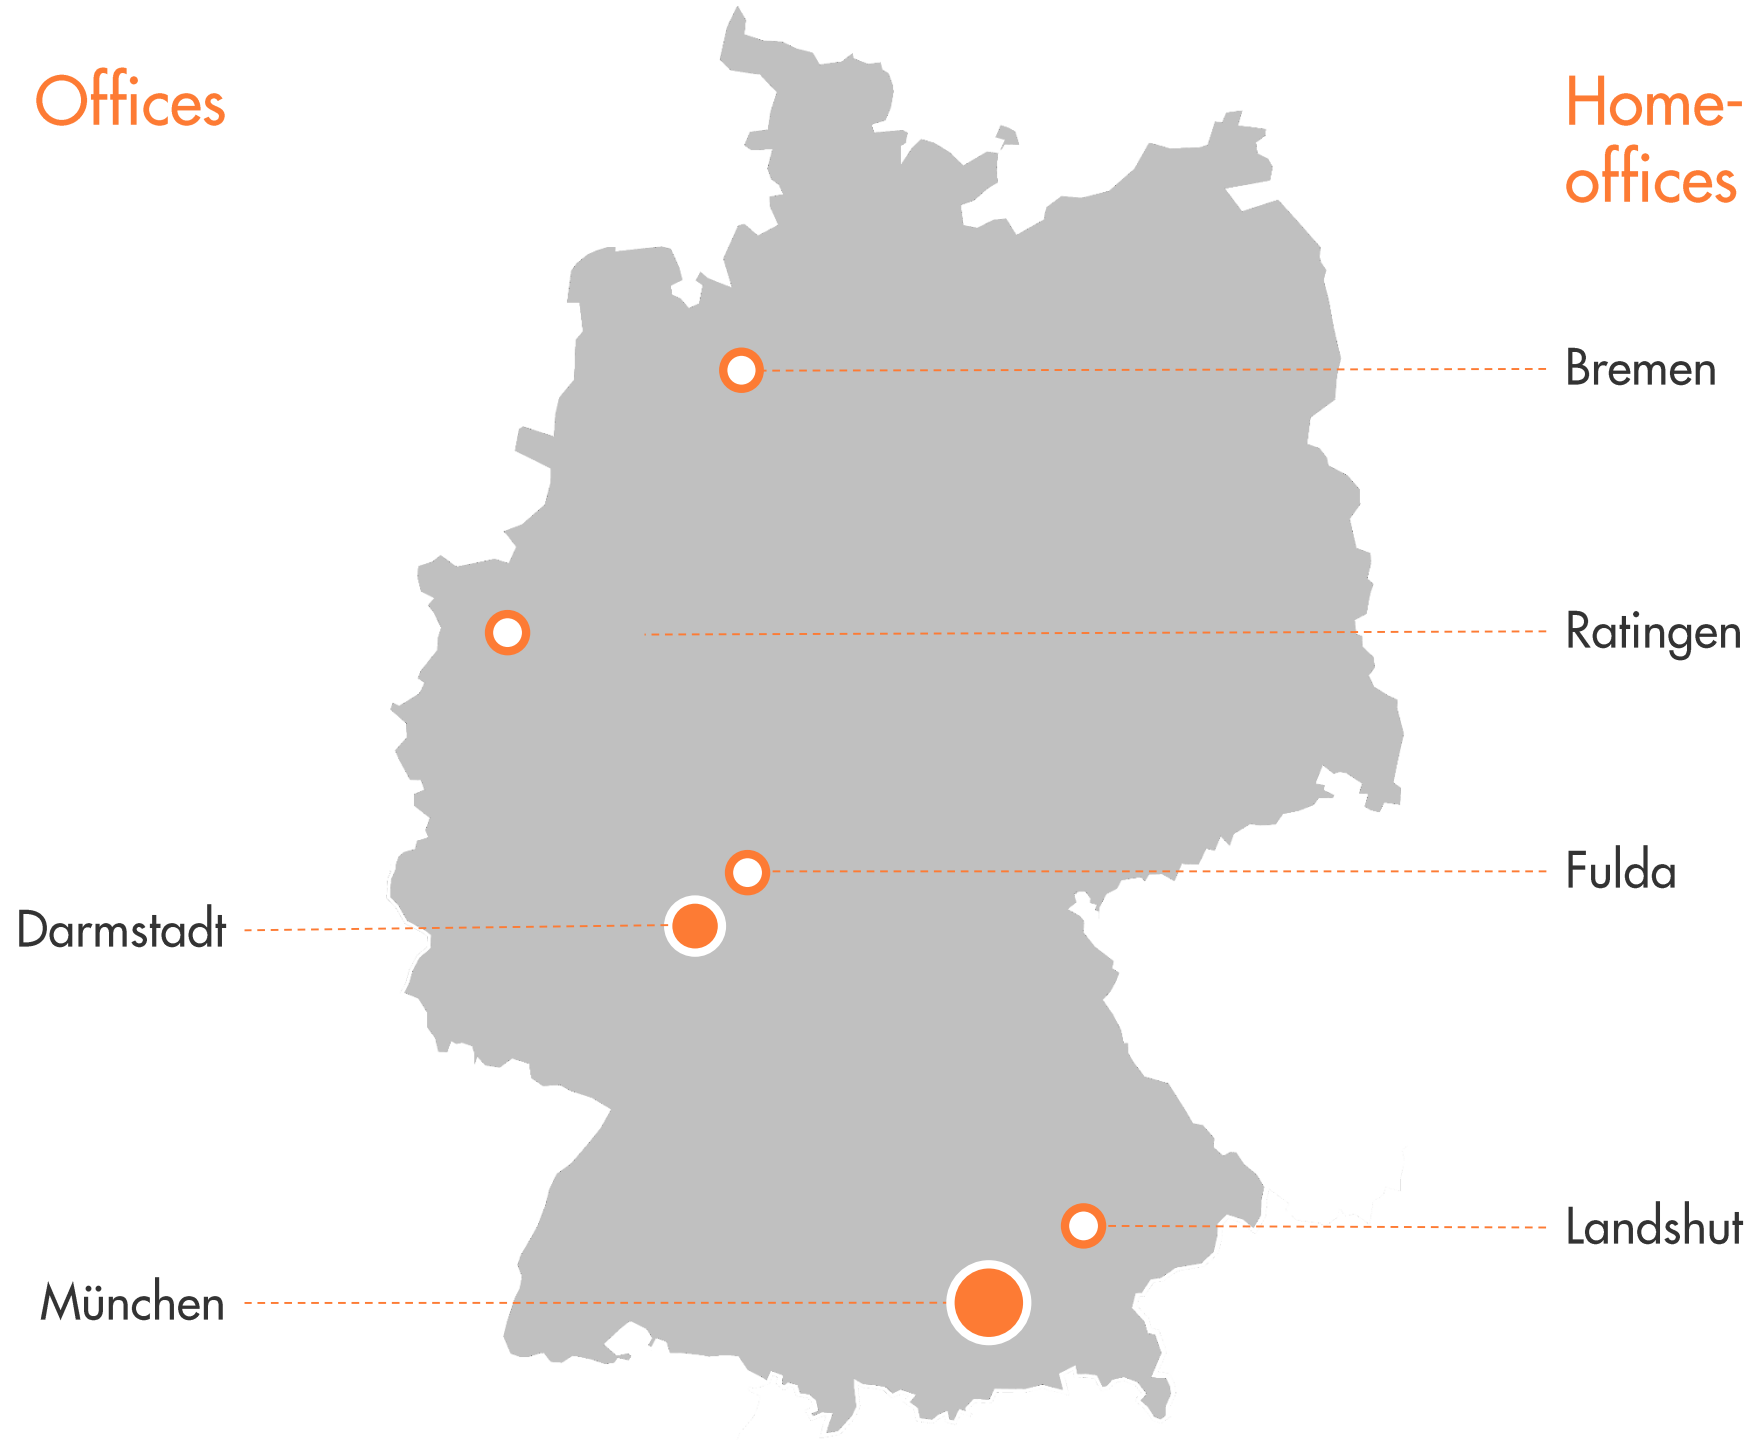 Offices
Darmstadt
München
Home-
offices
Bremen
Ratingen
Fulda
Landshut